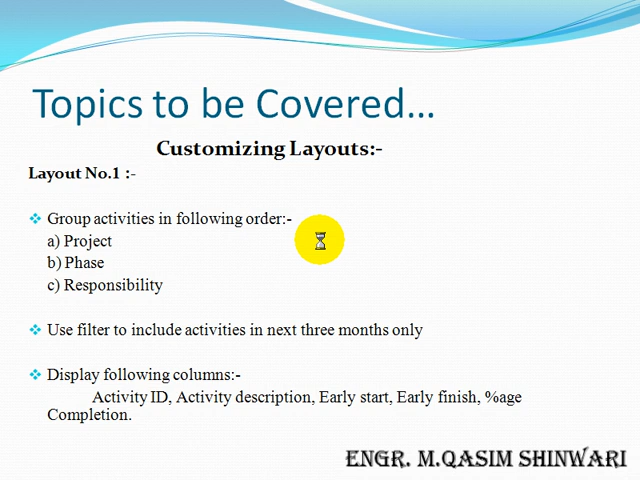 Topics to be Covered...
Customizing Layouts:-
Layout No.1 :-
Group activities in following order:-
a) Project
b) Phase
c) Responsibility
Use filter to include activities in next three months only
Display following columns:-
Activity ID, Activity description, Early start, Early finish, %age
Completion.
ENGR. M.QASIM SHINWARI